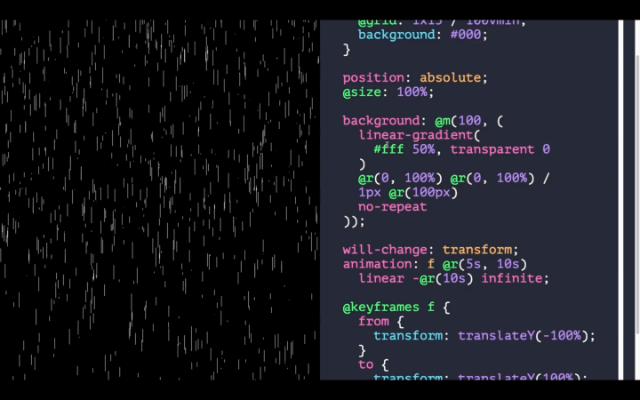 @grid: 1x15 / 100vmin;
background: #000;
}
position: absolute;
@size: 100%;
background: @m(100, (
linear-gradient(
#fff 50%, transparent 0
)
@r(0, 100%) @r(0, 100%) /
1px @r(100px)
no-repeat
));
will-change: transform;
animation: f @r(5s, 10s)
linear -@r(10s) infinite;
@keyframes f {
from {
transform: translateY(-100%);
}
to {
transform: translateY(100%);